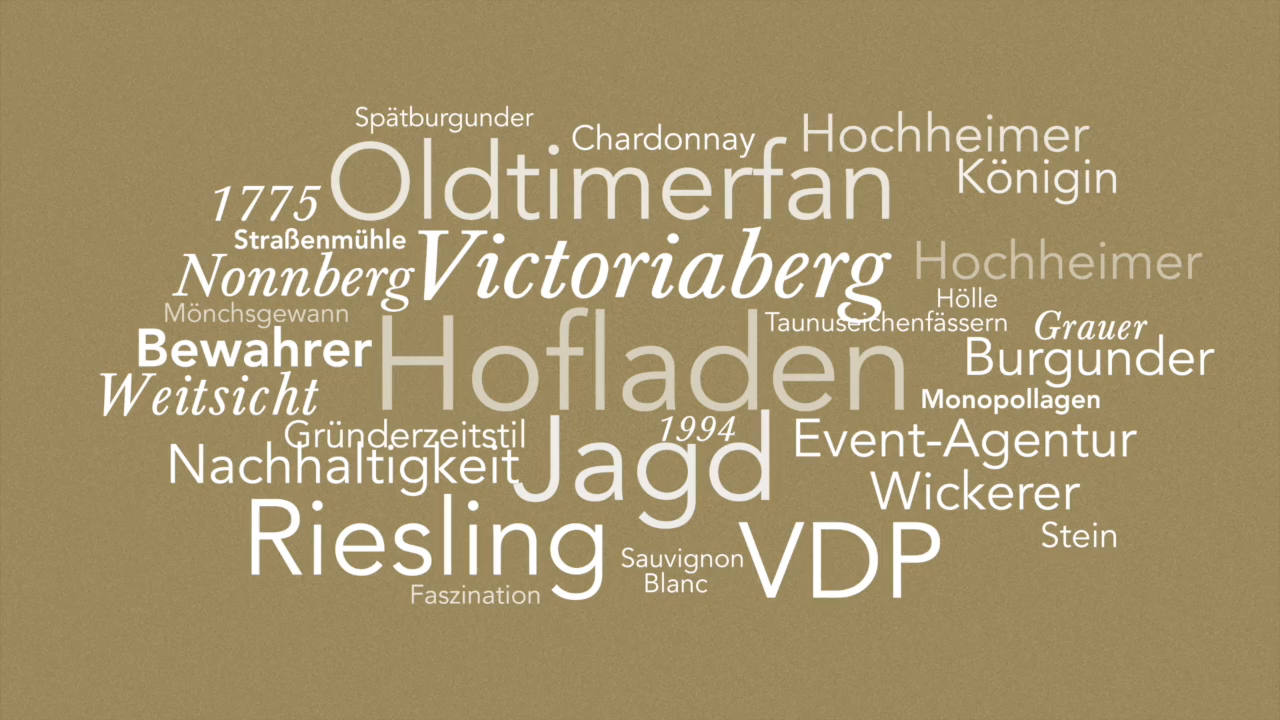 Spätburgunder
Chardonnay
Hochheimer
Königin
1775
Oldtimerfan
Straßenmühle
Nonnberg
Victoriaberg
Hochheimer
Hölle
Mönchsgewann
Taunuseichenfässern
Grauer
Burgunder
Bewahrer
Hofladen
Weitsicht
Monopollagen
Gründerzeitstil
1994
Event-Agentur
Nachhaltigkeit
Jagd
Wickerer
Stein
Riesling
Sauvignon
Blanc
VDP
Faszination